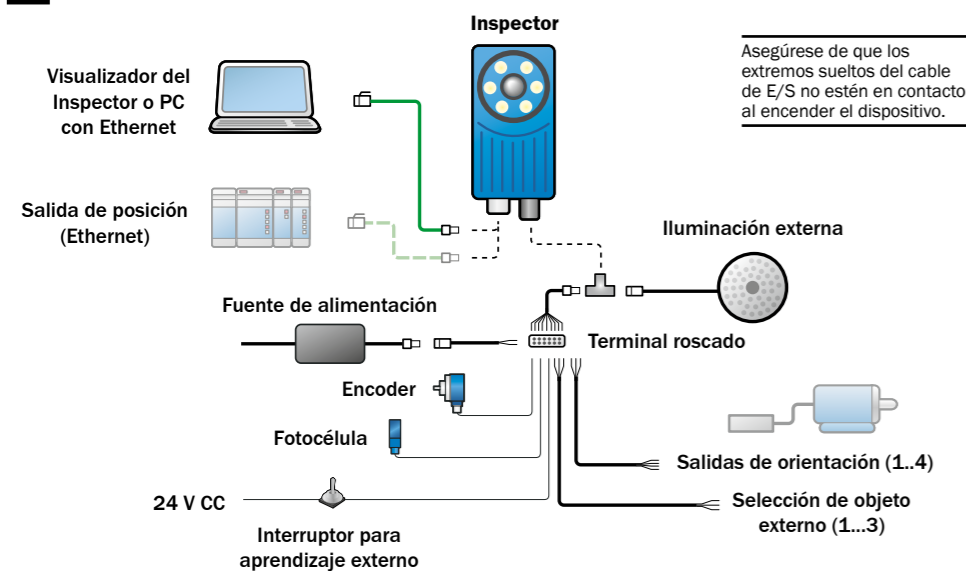 Inspector
Asegúrese de que los
extremos sueltos del cable
de E/S no estén en contacto
al encender el dispositivo.
Visualizador del
Inspector o PC
con Ethernet
Salida de posición
(Ethernet)
Iluminación externa
Fuente de alimentación
Terminal roscado
Encoder
Fotocélula
Salidas de orientación (1..4)
24 V CC
Selección de objeto
externo (1...3)
Interruptor para
aprendizaje externo